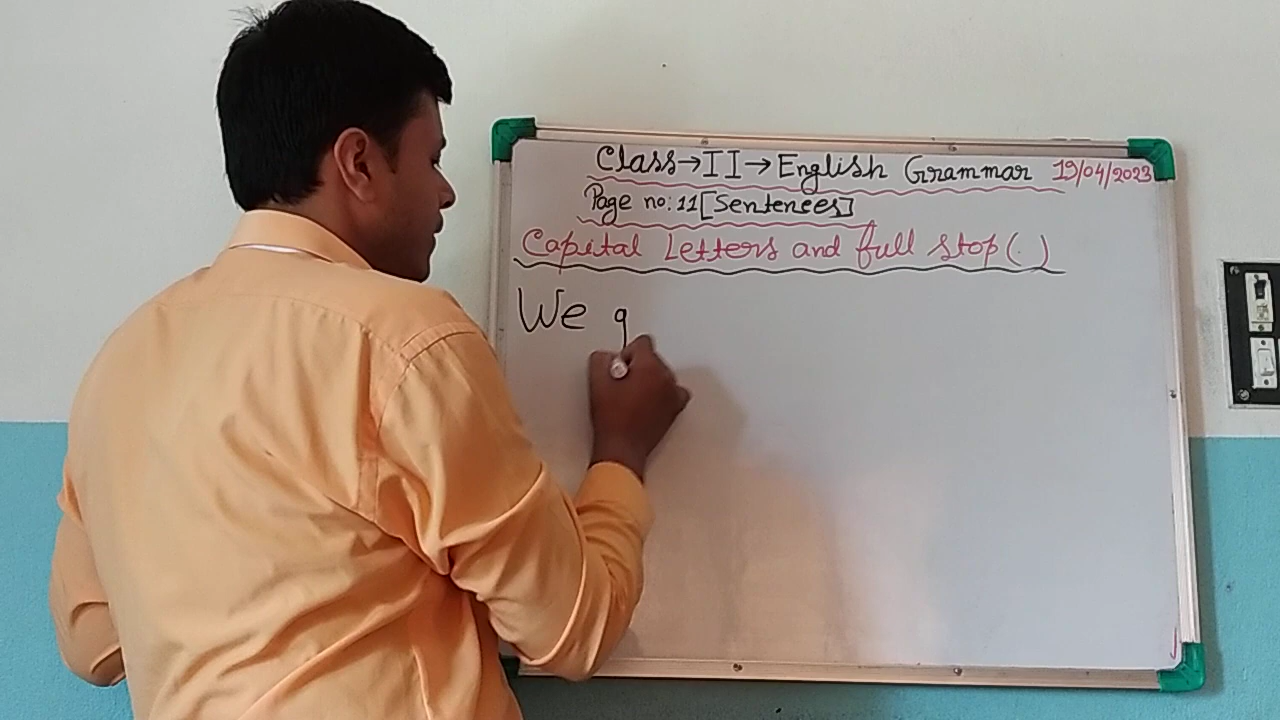 Class→II→English Grammar 19/04/2023
Page no:11[Sentences]
Capital Letters and full stop(.)
We g